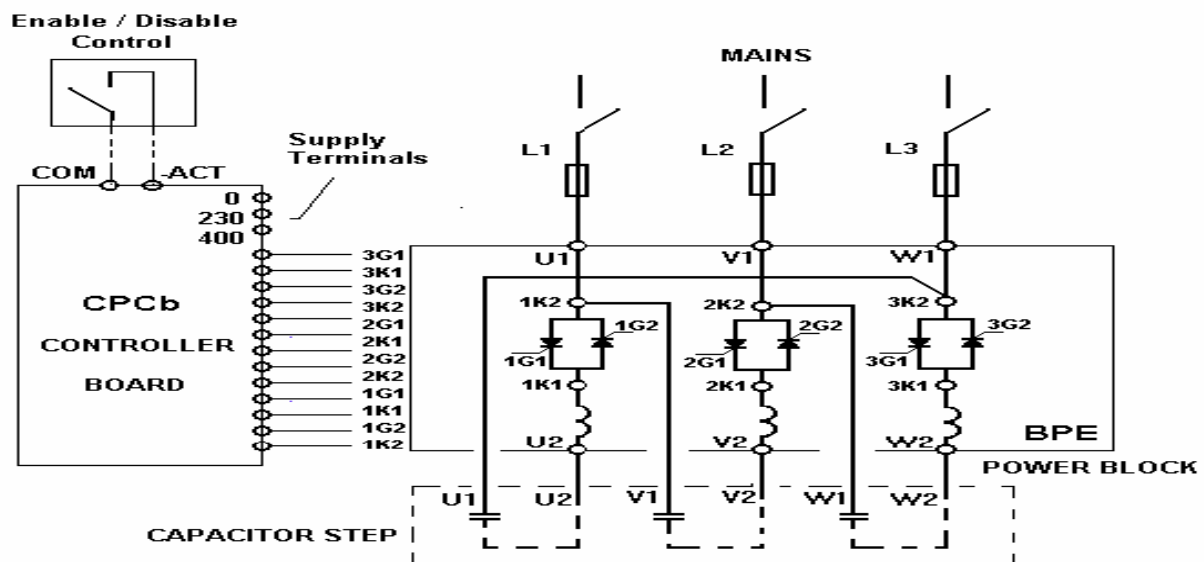 Enable / Disable
Control
MAINS
Supply
Terminals
L1 L2 L3
COM -ACT
0
230
400
U1 V1 W1
3G1
3K1
3G2
3K2
2G1
2K1
2G2
2K2
1G1
1K1
1G2
1K2
CPCb
CONTROLLER
BOARD
1K2 2K2 3K2
1G2 2G2 3G2
1G1 2G1 3G1
1K1 2K1 3K1
U2 V2 W2
BPE
POWER BLOCK
U1 U2 V1 V2 W1 W2
CAPACITOR STEP